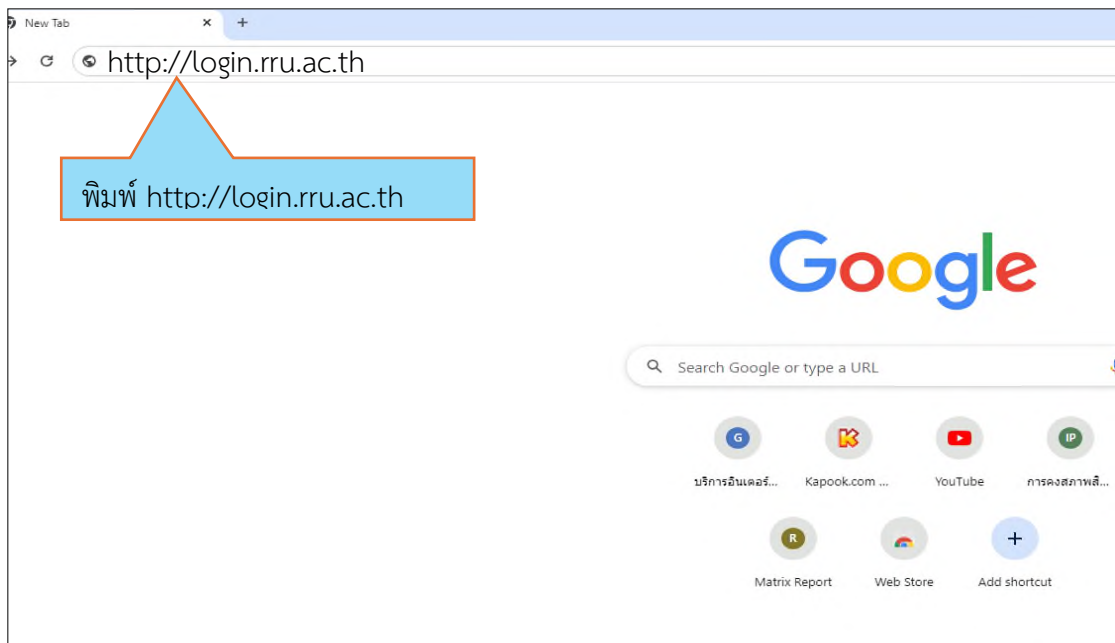 New Tab
http://login.rru.ac.th
พิมพ์ http://login.rru.ac.th
Google
Search Google or type a URL
G
IP
บริการอินเตอร์... Kapook.com ... YouTube การคงสภาพสิ...
R
Matrix Report Web Store Add shortcut